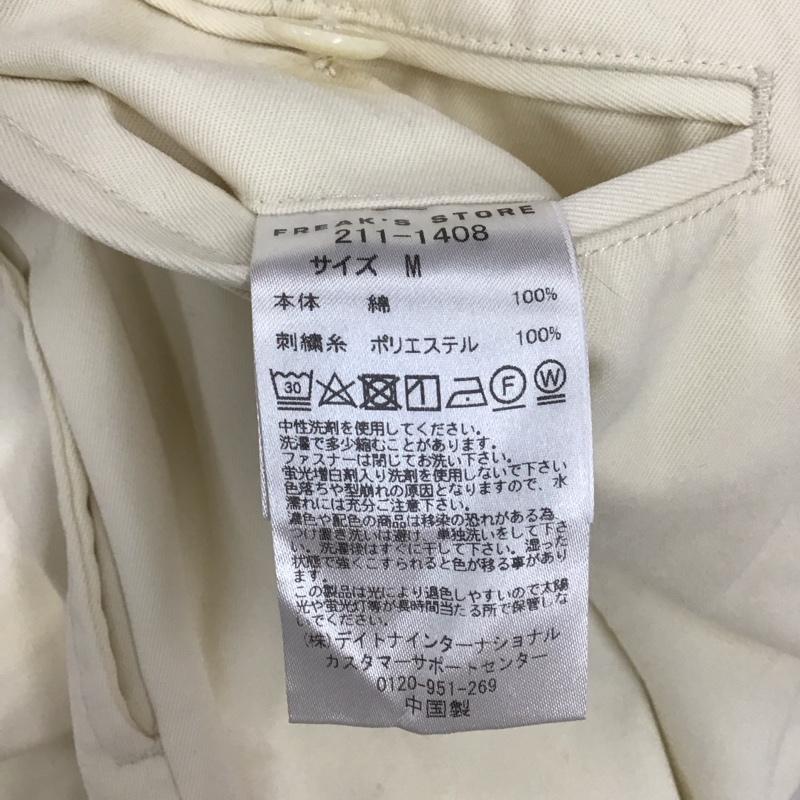 FREAK'S STORE
211-1408
サイズ M
本体 綿 100%
刺繍糸 ポリエステル 100%
30 F W
中性洗剤を使用してください。
洗濯で多少縮むことがあります。
ファスナーは閉じてお洗い下さい。
蛍光増白剤入り洗剤を使用しないで下さい
色落ちや型崩れの原因となりますので、水
濡れには充分ご注意下さい。
濃色や配色の商品は移染の恐れがある為、
つけ置き洗いは避け、単独洗いをして下さ
い。洗濯後はすぐに干して下さい。湿った
状態で強くこすられると色が移る事があり
ます。
この製品は光により退色しやすいので太陽
光や蛍光灯等が長時間当たる所で保管しな
いでください。
(株)デイトナインターナショナル
カスタマーサポートセンター
0120-951-269
中国製